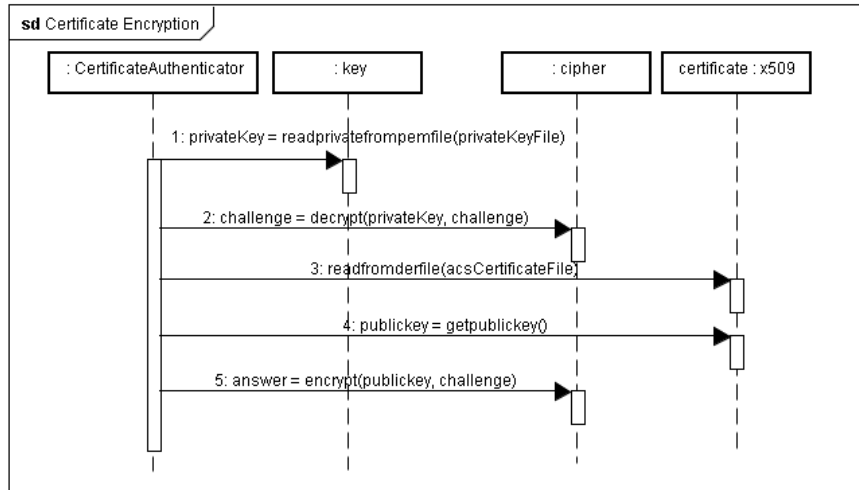 sd Certificate Encryption
: CertificateAuthenticator
: key
: cipher
certificate : x509
1: privateKey = readprivatefrompemfile(privateKeyFile)
2: challenge = decrypt(privateKey, challenge)
3: readfromderfile(acsCertificateFile)
4: publickey = getpublickey()
5: answer = encrypt(publickey, challenge)